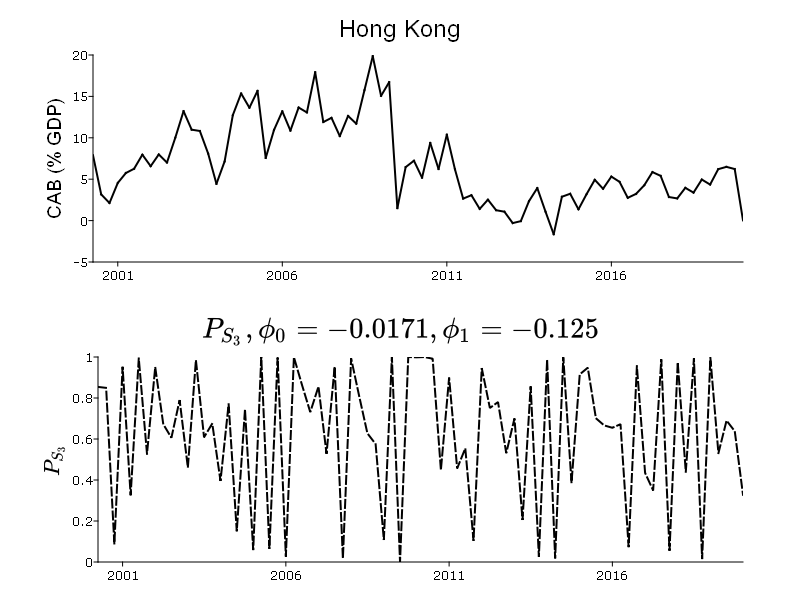 Hong Kong
CAB (% GDP)
20
15
10
5
0
-5
2001 2006 2011 2016
P_{S_3}, ϕ_0 = −0.0171, ϕ_1 = −0.125
P_{S_3}
1
0.8
0.6
0.4
0.2
0
2001 2006 2011 2016